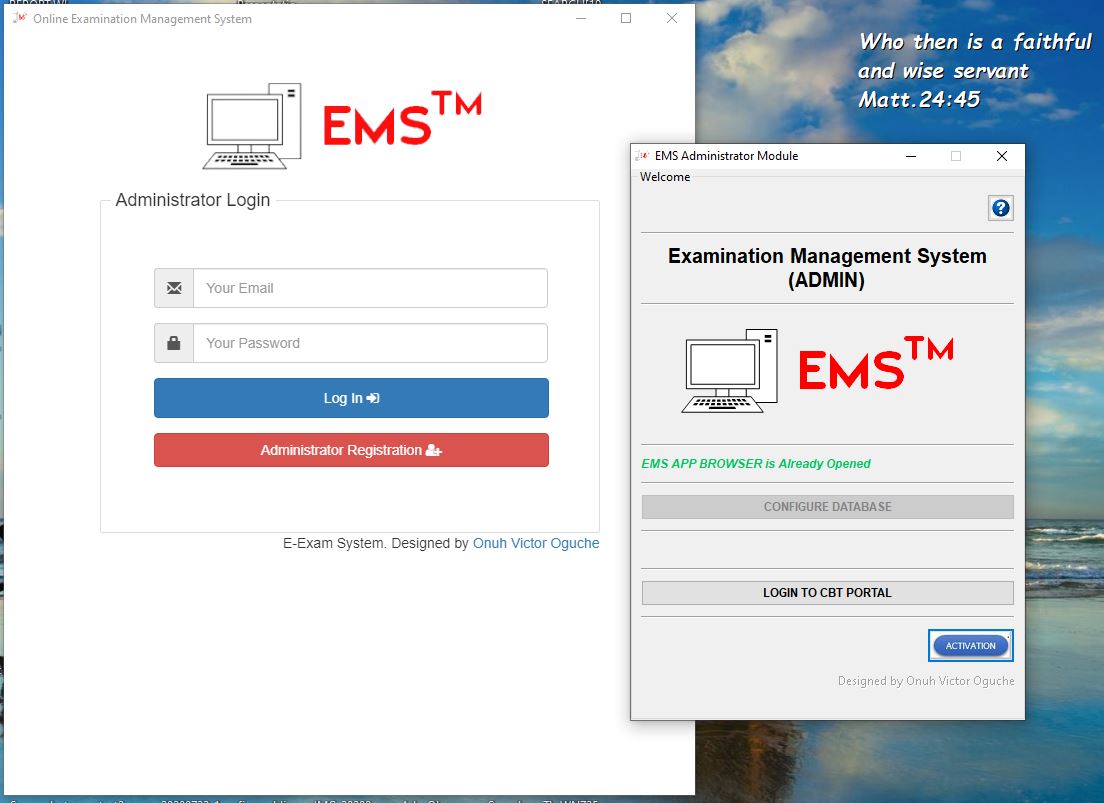 Online Examination Management System
EMS™
Administrator Login
Your Email
Your Password
Log In
Administrator Registration
E-Exam System. Designed by Onuh Victor Oguche
Who then is a faithful
and wise servant
Matt.24:45
EMS Administrator Module
Welcome
?
Examination Management System
(ADMIN)
EMS™
EMS APP BROWSER is Already Opened
CONFIGURE DATABASE
LOGIN TO CBT PORTAL
ACTIVATION
Designed by Onuh Victor Oguche